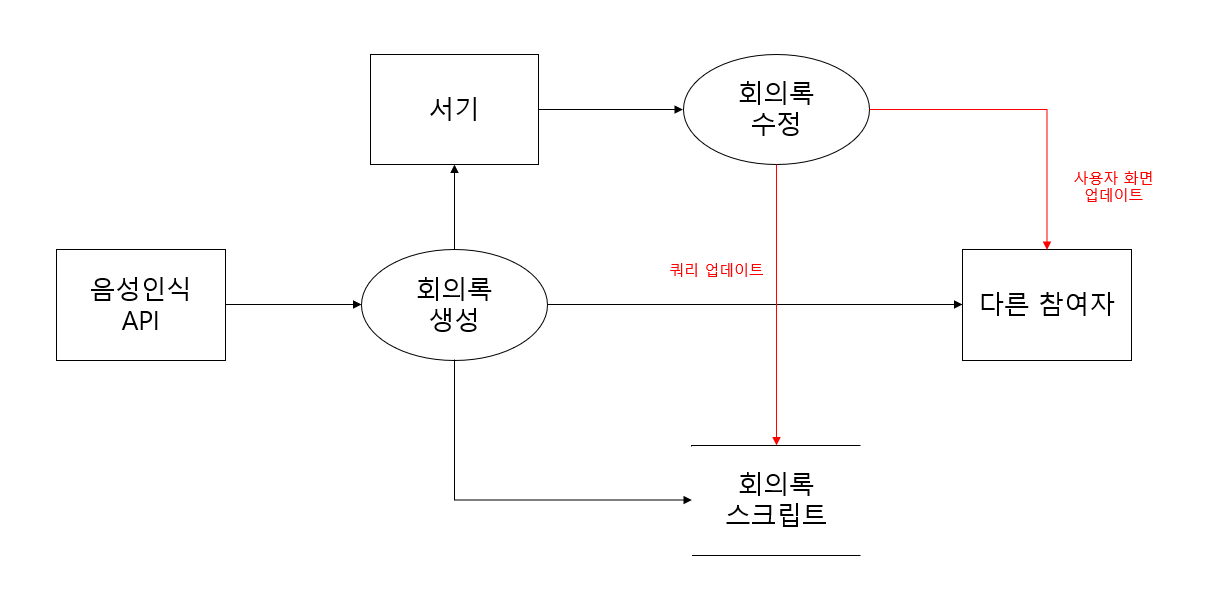 서기
회의록
수정
사용자 화면
업데이트
음성인식
API
회의록
생성
쿼리 업데이트
다른 참여자
회의록
스크립트